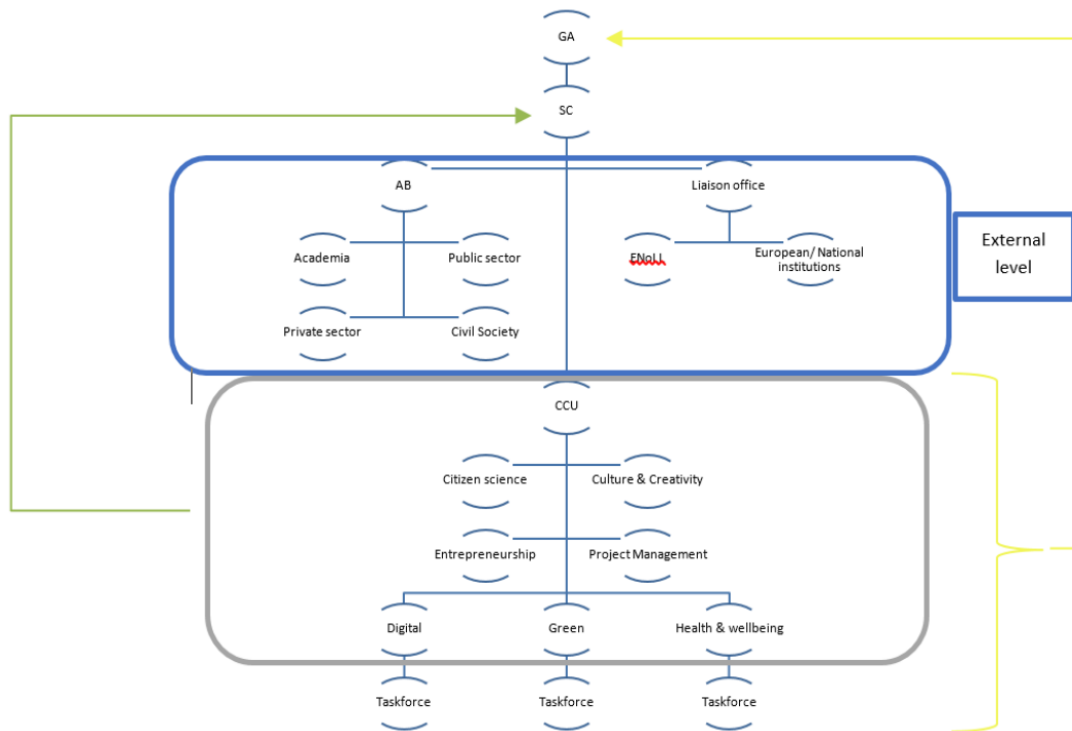 GA
SC
AB
Liaison office
Academia
Public sector
ENoLL
European/ National
institutions
External
level
Private sector
Civil Society
CCU
Citizen science
Culture & Creativity
Entrepreneurship
Project Management
Digital
Green
Health & wellbeing
Taskforce
Taskforce
Taskforce